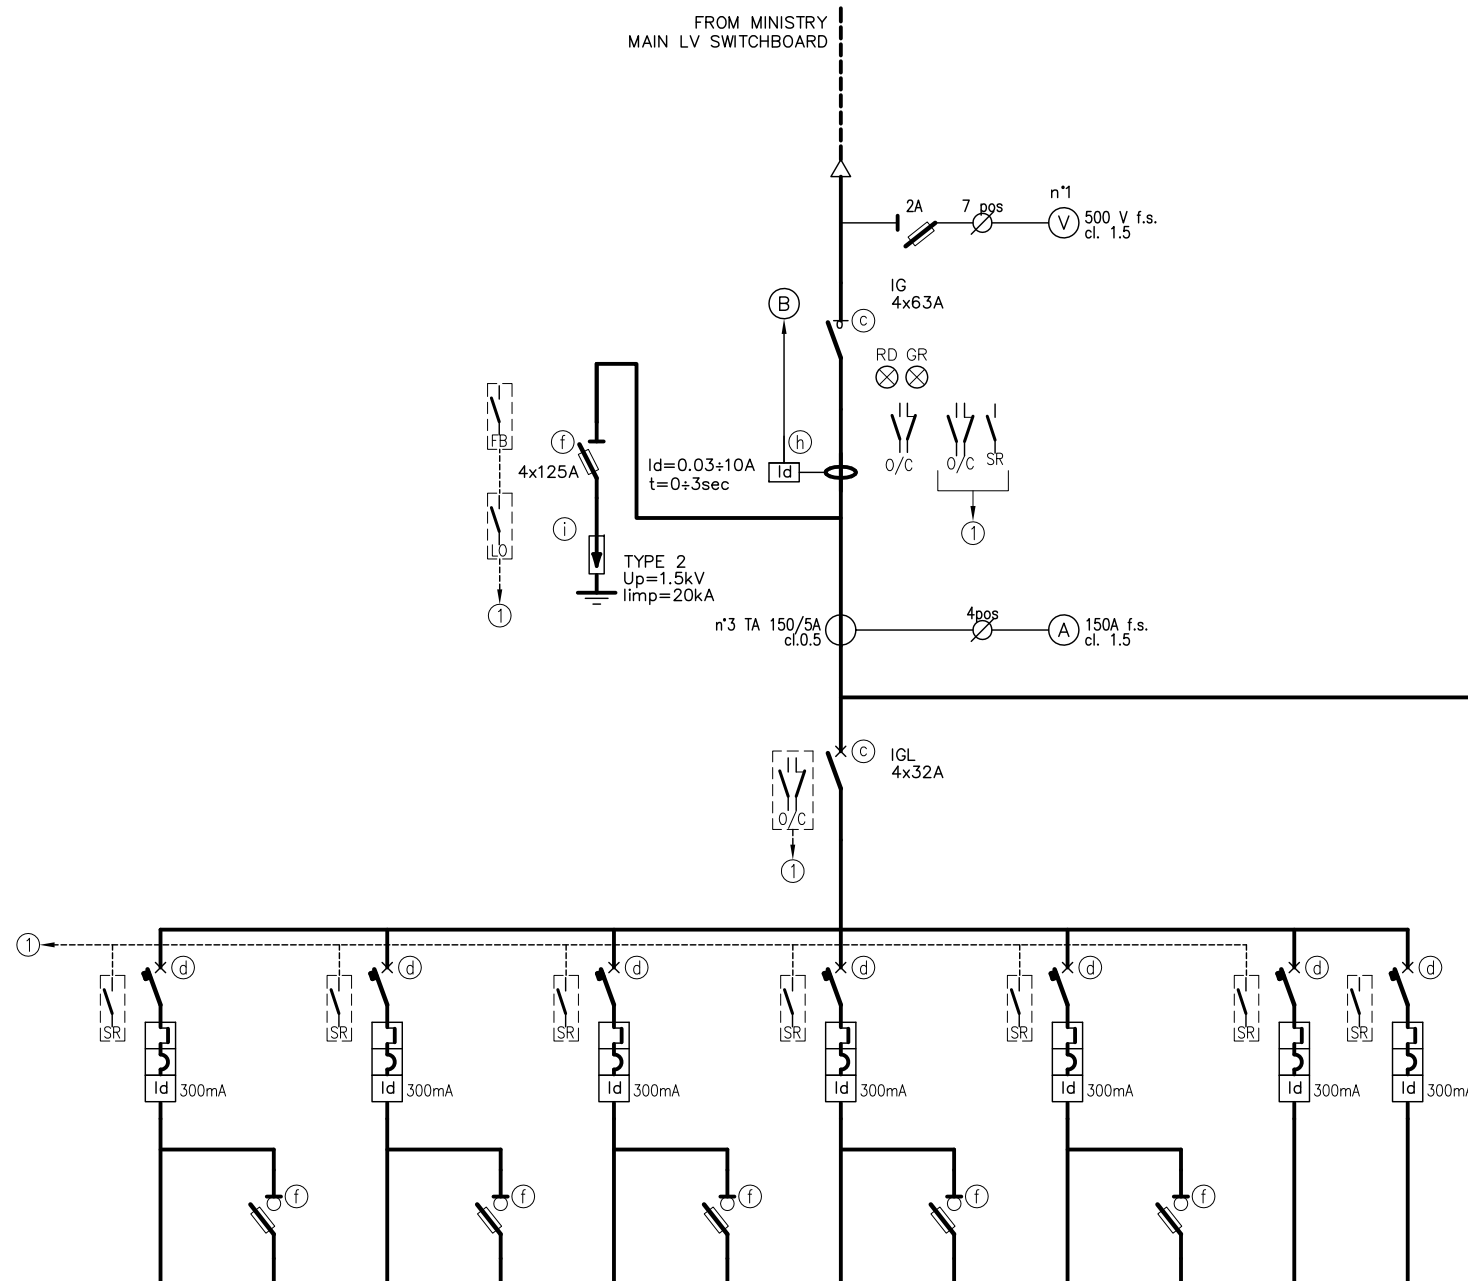 FROM MINISTRY
MAIN LV SWITCHBOARD
n°1
2A
7 pos
V
500 V f.s.
cl. 1.5
IG
4x63A
B
c
RD GR
FB
f
4x125A
Id=0.03÷10A
t=0÷3sec
h
Id
O/C
O/C
SR
1
LO
i
TYPE 2
Up=1.5kV
Iimp=20kA
1
n°3 TA 150/5A
cl.0.5
4pos
A
150A f.s.
cl. 1.5
c
IGL
4x32A
O/C
1
1
d
d
d
d
d
d
d
SR
SR
SR
SR
SR
SR
SR
Id 300mA
Id 300mA
Id 300mA
Id 300mA
Id 300mA
Id 300mA
Id 300mA
f
f
f
f
f